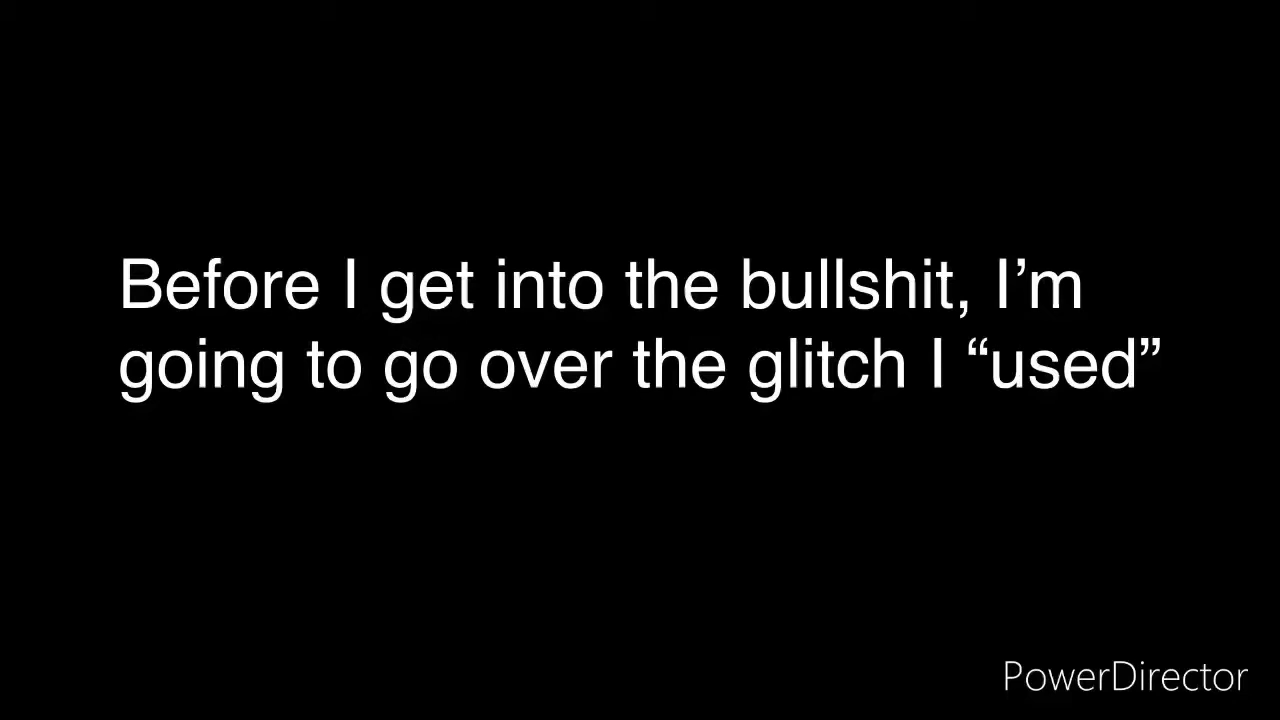 Before I get into the bullshit, I’m
going to go over the glitch I “used”
PowerDirector